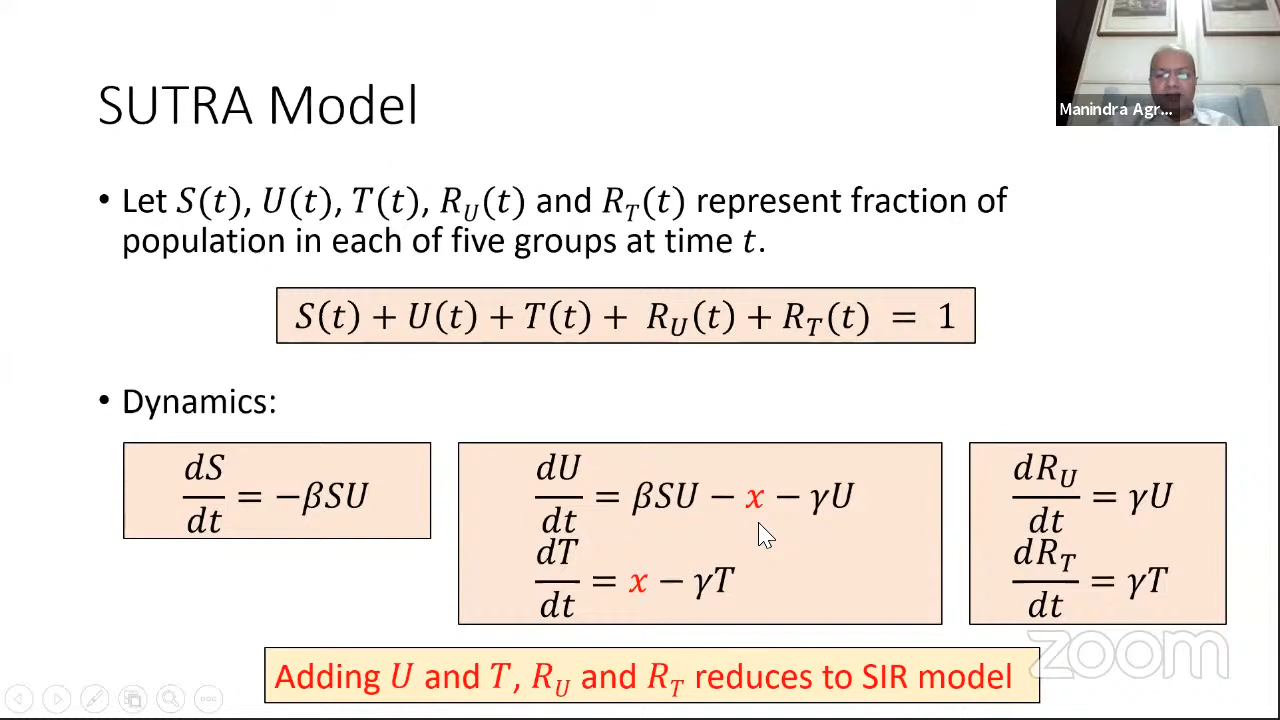 Manindra Agr...
SUTRA Model
• Let S(t), U(t), T(t), R_U(t) and R_T(t) represent fraction of
population in each of five groups at time t.
S(t) + U(t) + T(t) + R_U(t) + R_T(t) = 1
• Dynamics:
dS/dt = −βSU
dU/dt = βSU − x − γU
dT/dt = x − γT
dR_U/dt = γU
dR_T/dt = γT
Adding U and T, R_U and R_T reduces to SIR model
zoom